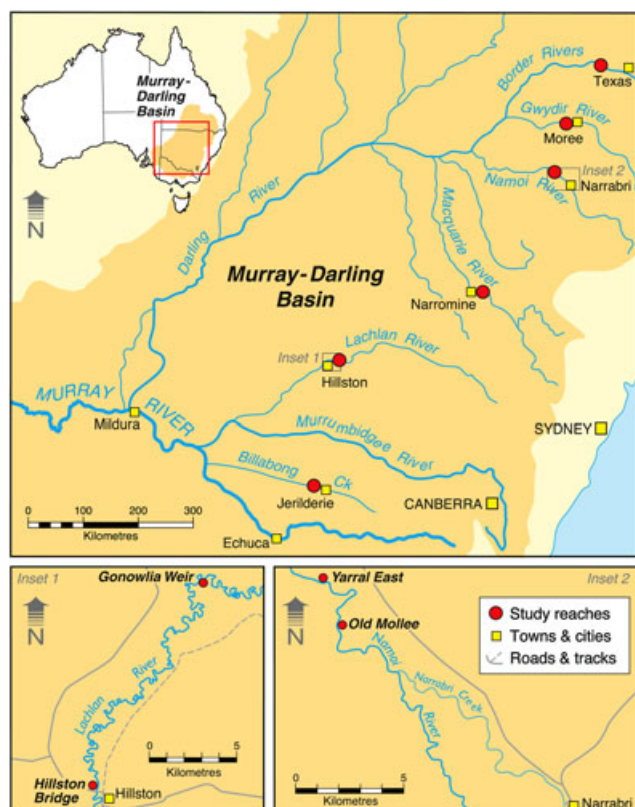 Murray-
Darling
Basin
N
Border Rivers
Texas
Gwydir River
Moree
Inset 2
Namoi River
Narrabri
Darling River
Macquarie River
Murray-Darling
Basin
Narromine
Inset 1
Lachlan River
Hillston
MURRAY RIVER
Mildura
Murrumbidgee River
SYDNEY
Billabong Ck
Jerilderie
CANBERRA
0 100 200 300
Kilometres
Echuca
Inset 1
Gonowlia Weir
N
Lachlan River
0 5
Kilometres
Hillston
Bridge
Hillston
Inset 2
Yarral East
N
Old Mollee
Study reaches
Towns & cities
Roads & tracks
Namoi River
Narrabri Creek
0 5
Kilometres
Narrabri